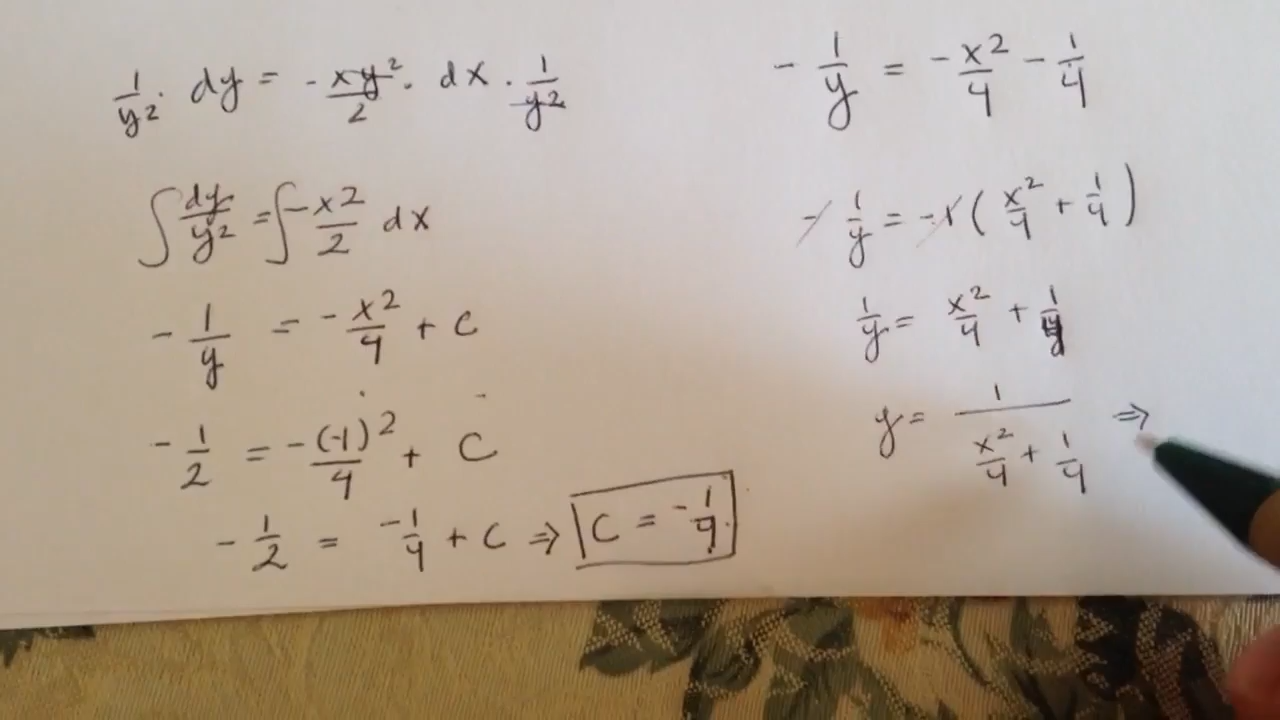 1/y² · dy = -xy²/2 · dx · 1/y²
∫ dy/y² = ∫ -x2/2 dx
- 1/y = - x²/4 + C
- 1/2 = -(-1)²/4 + C
- 1/2 = -1/4 + C ⇒ C = -1/4
- 1/y = - x²/4 - 1/4
- 1/y = -1 ( x²/4 + 1/4 )
1/y = x²/4 + 1/4
y = 1/(x²/4 + 1/4) ⇒